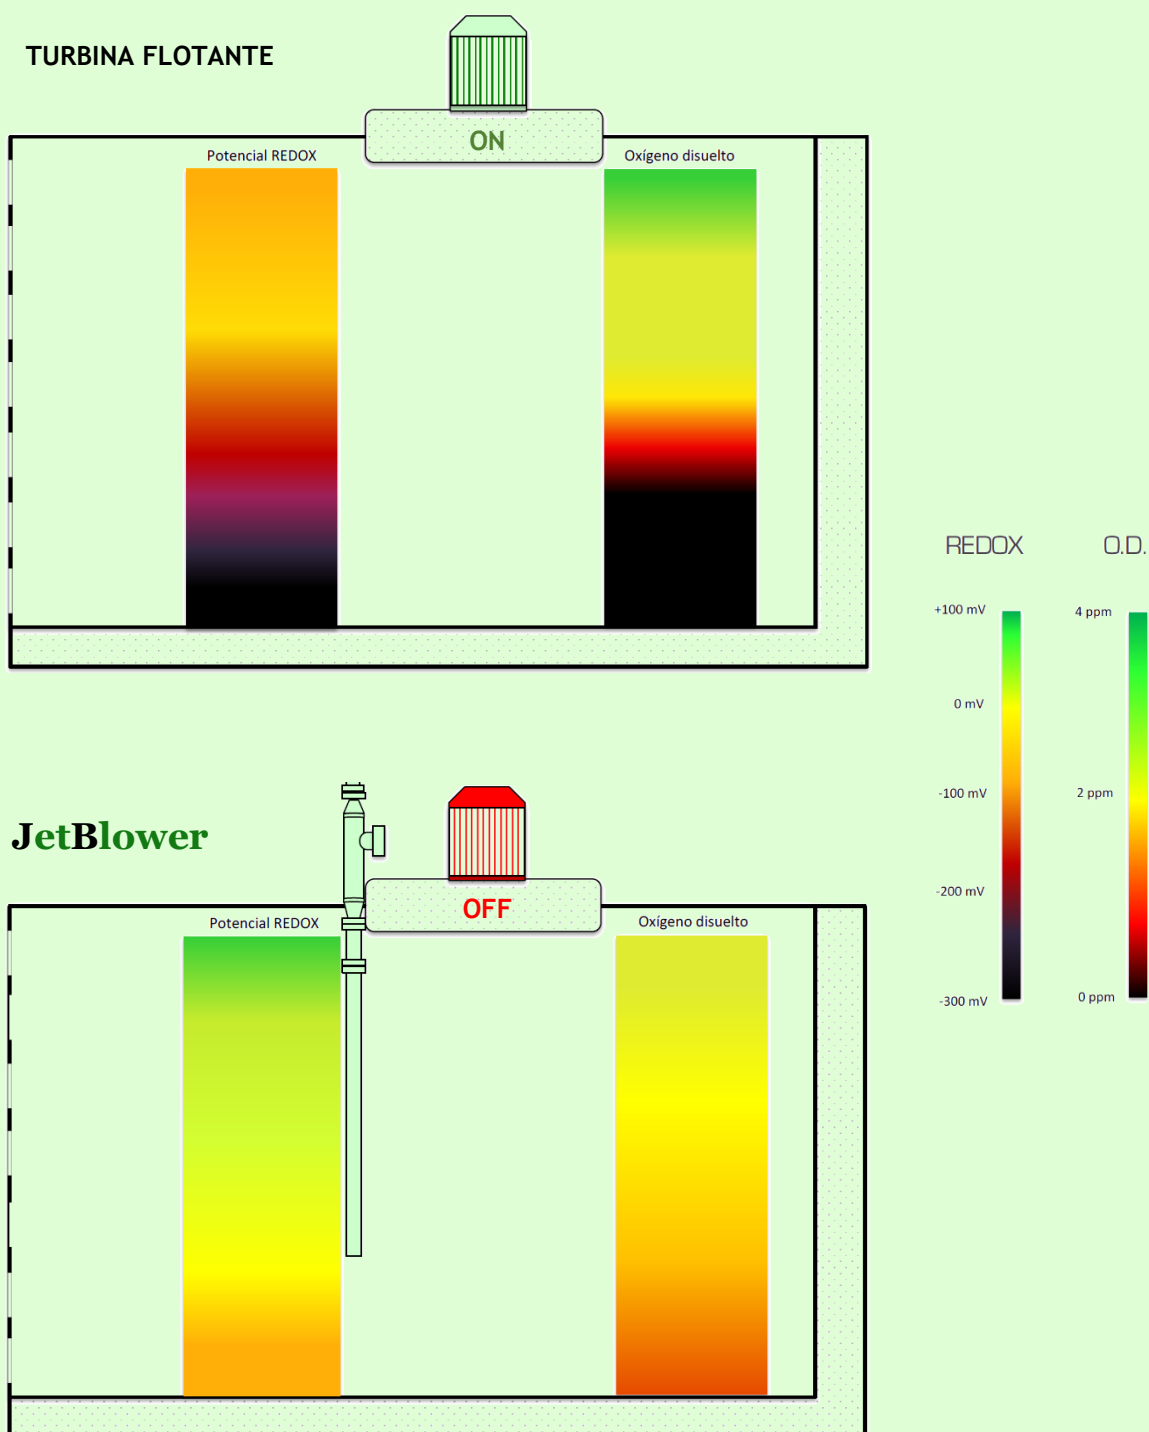 TURBINA FLOTANTE
ON
Potencial REDOX
Oxígeno disuelto
REDOX
O.D.
+100 mV
4 ppm
0 mV
-100 mV
2 ppm
-200 mV
-300 mV
0 ppm
JetBlower
OFF
Potencial REDOX
Oxígeno disuelto